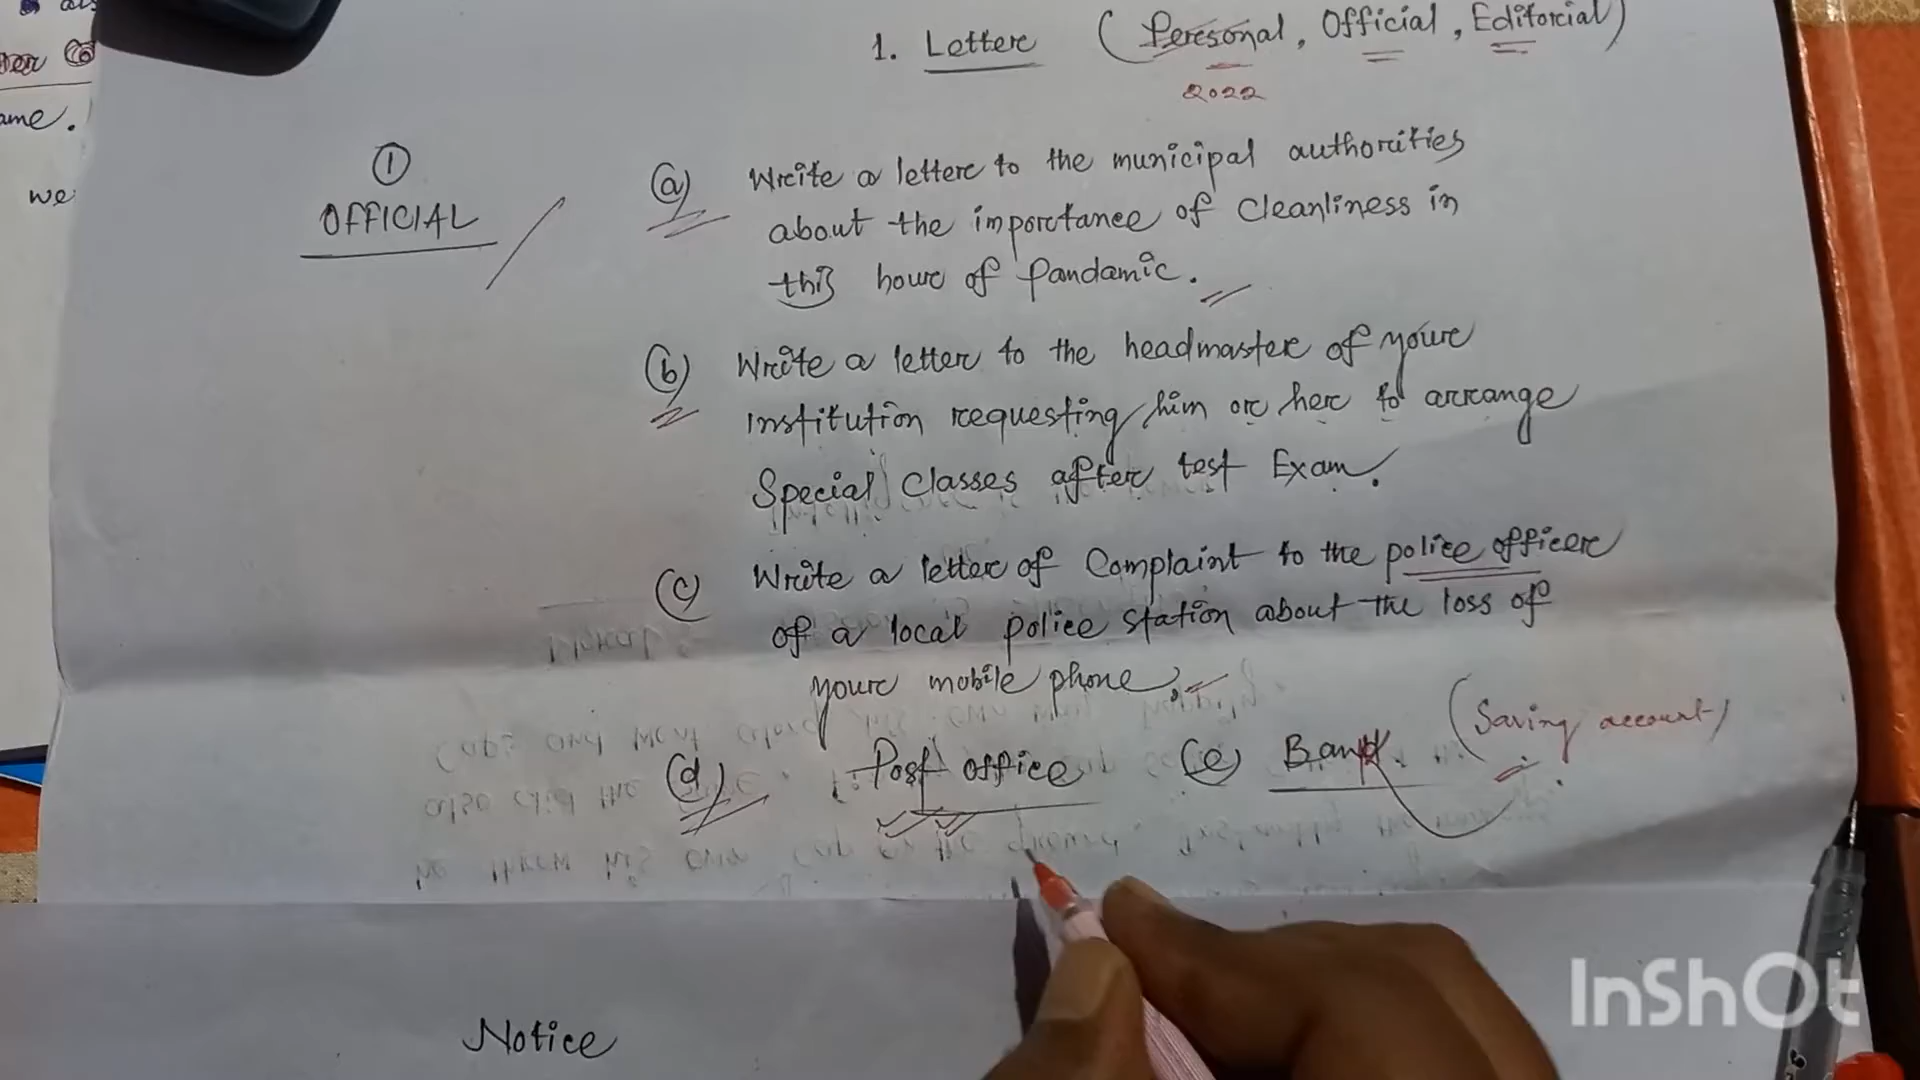 ame.
we
1. Letter (Personal, Official, Editorial)
2022
① OFFICIAL
(a) Write a letter to the municipal authorities
about the importance of cleanliness in
this hour of Pandamic.
(b) Write a letter to the headmaster of your
institution requesting him or her to arrange
Special Classes after test Exam.
(c) Write a letter of Complaint to the police officer
of a local police station about the loss of
your mobile phone.
(d) Post office (e) Bank. (Saving account)
Notice
InShOt